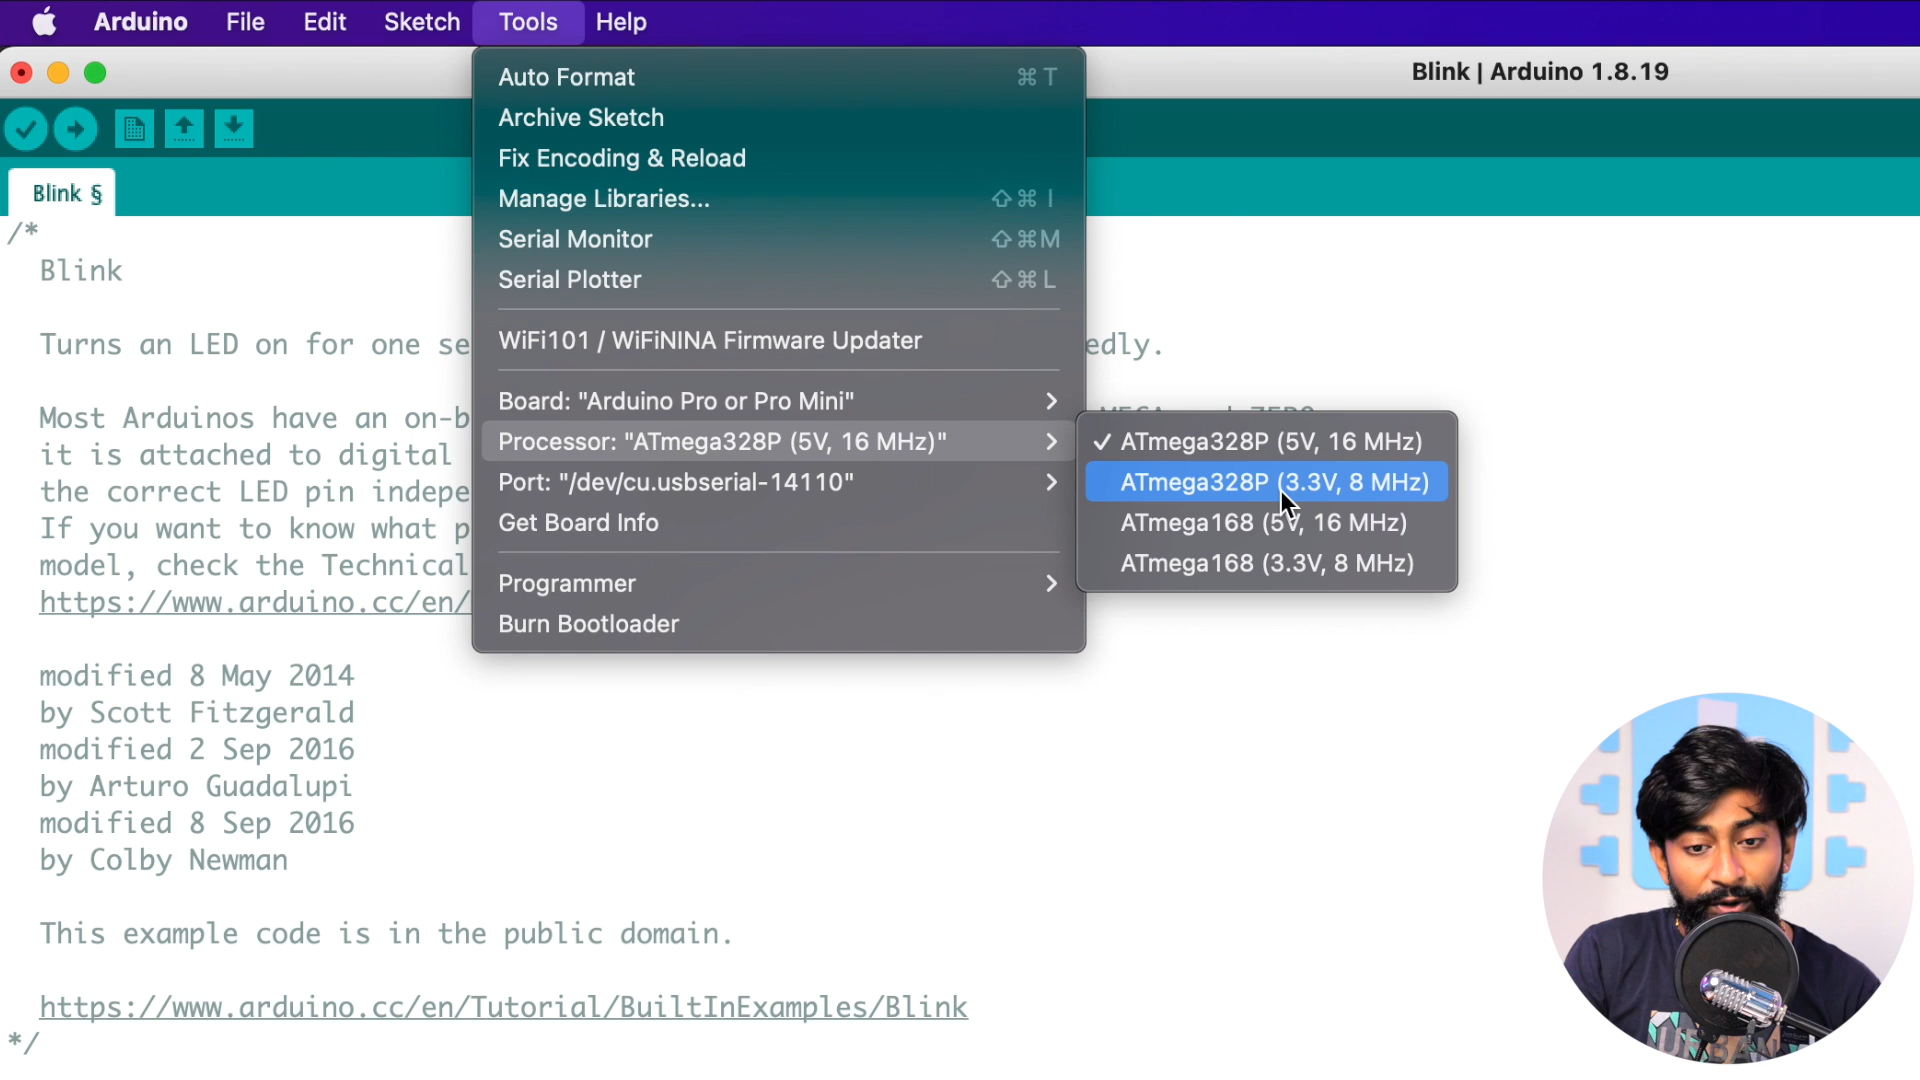 Arduino File Edit Sketch Tools Help
Blink | Arduino 1.8.19
Auto Format ⌘ T
Archive Sketch
Fix Encoding & Reload
Manage Libraries... ⇧ ⌘ I
Serial Monitor ⇧ ⌘ M
Serial Plotter ⇧ ⌘ L
WiFi101 / WiFiNINA Firmware Updater
Board: "Arduino Pro or Pro Mini"
Processor: "ATmega328P (5V, 16 MHz)"
Port: "/dev/cu.usbserial-14110"
Get Board Info
Programmer
Burn Bootloader
✓ ATmega328P (5V, 16 MHz)
ATmega328P (3.3V, 8 MHz)
ATmega168 (5V, 16 MHz)
ATmega168 (3.3V, 8 MHz)
Blink §
/*
Blink
Turns an LED on for one se edly.
Most Arduinos have an on-b
it is attached to digital
the correct LED pin indepe
If you want to know what p
model, check the Technical
https://www.arduino.cc/en/
modified 8 May 2014
by Scott Fitzgerald
modified 2 Sep 2016
by Arturo Guadalupi
modified 8 Sep 2016
by Colby Newman
This example code is in the public domain.
https://www.arduino.cc/en/Tutorial/BuiltInExamples/Blink
*/